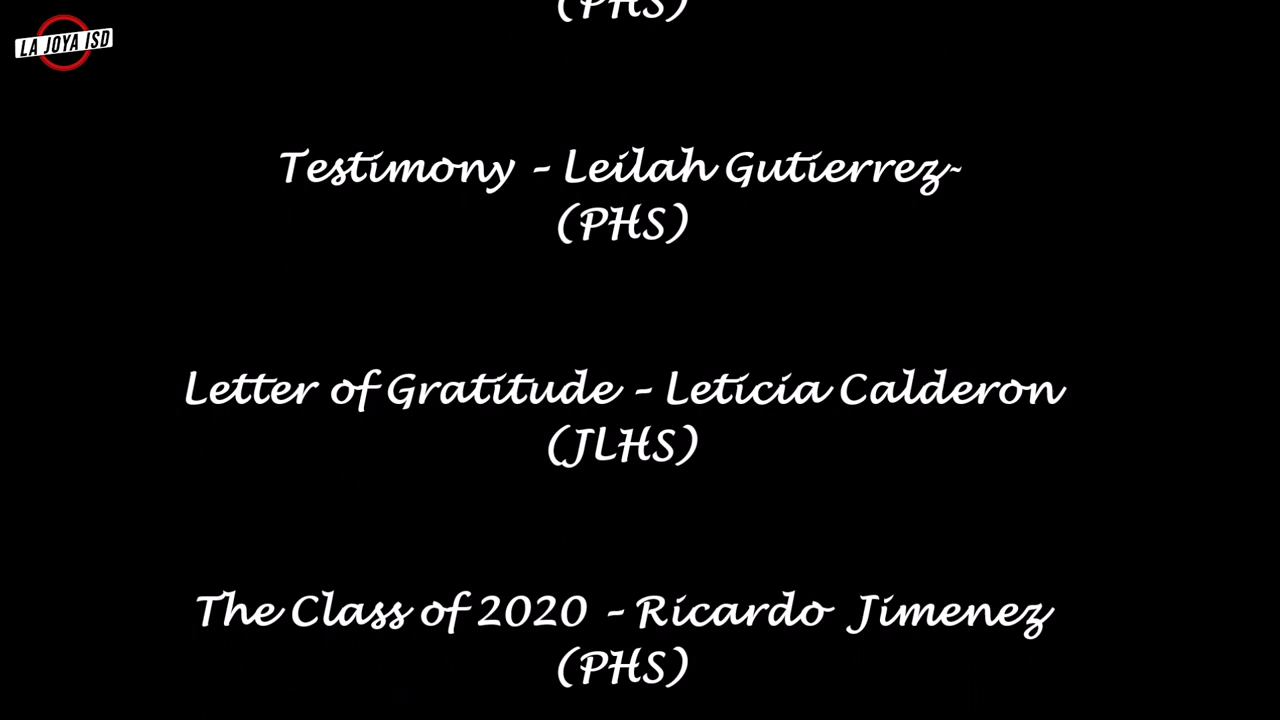 (PHS)
LA JOYA ISD
Testimony - Leilah Gutierrez-
(PHS)
Letter of Gratitude - Leticia Calderon
(JLHS)
The Class of 2020 - Ricardo Jimenez
(PHS)